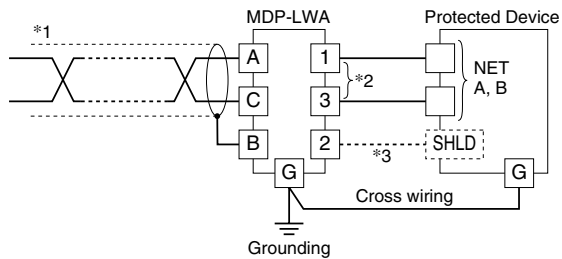 MDP-LWA
Protected Device
*1
A
1
*2
NET
A, B
C
3
B
2
*3
SHLD
G
G
Cross wiring
Grounding